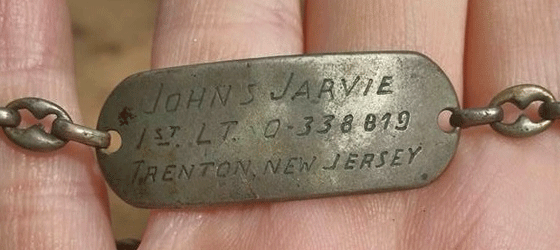 JOHN S JARVIE
1ST. LT. O-338819
TRENTON, NEW JERSEY